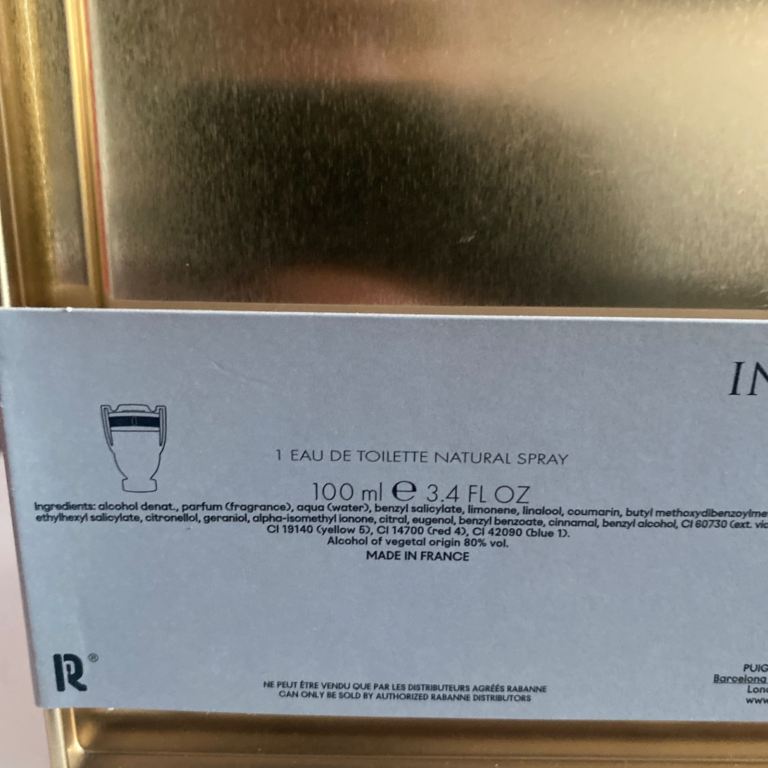 IN
1 EAU DE TOILETTE NATURAL SPRAY
100 ml ℮ 3.4 FL OZ
Ingredients: alcohol denat., parfum (fragrance), aqua (water), benzyl salicylate, limonene, linalool, coumarin, butyl methoxydibenzoylme
ethylhexyl salicylate, citronellol, geraniol, alpha-isomethyl ionone, citral, eugenol, benzyl benzoate, cinnamal, benzyl alcohol, CI 60730 (ext. vio
CI 19140 (yellow 5), CI 14700 (red 4), CI 42090 (blue 1).
Alcohol of vegetal origin 80% vol.
MADE IN FRANCE
R®
NE PEUT ÊTRE VENDU QUE PAR LES DISTRIBUTEURS AGRÉÉS RABANNE
CAN ONLY BE SOLD BY AUTHORIZED RABANNE DISTRIBUTORS
PUIG
Barcelona
Lon
www